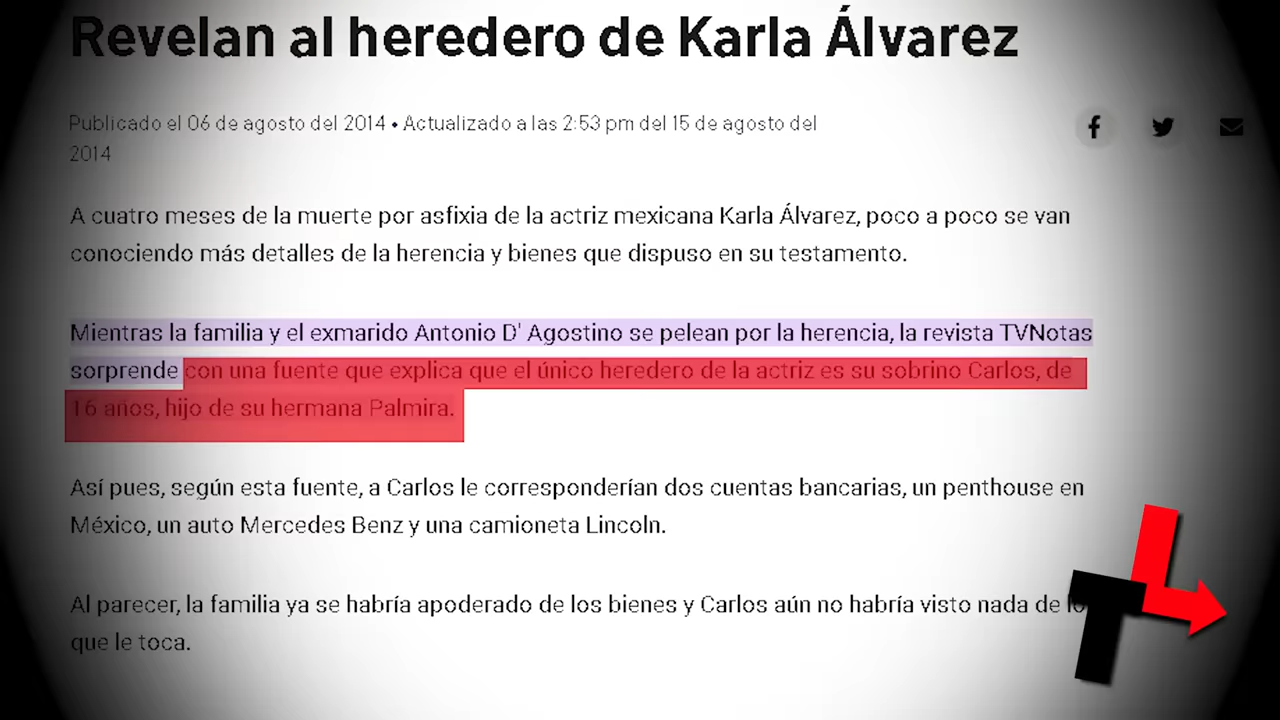 Revelan al heredero de Karla Álvarez
Publicado el 06 de agosto del 2014 • Actualizado a las 2:53 pm del 15 de agosto del
2014
A cuatro meses de la muerte por asfixia de la actriz mexicana Karla Álvarez, poco a poco se van
conociendo más detalles de la herencia y bienes que dispuso en su testamento.
Mientras la familia y el exmarido Antonio D' Agostino se pelean por la herencia, la revista TVNotas
sorprende con una fuente que explica que el único heredero de la actriz es su sobrino Carlos, de
16 años, hijo de su hermana Palmira.
Así pues, según esta fuente, a Carlos le corresponderían dos cuentas bancarias, un penthouse en
México, un auto Mercedes Benz y una camioneta Lincoln.
Al parecer, la familia ya se habría apoderado de los bienes y Carlos aún no habría visto nada de lo
que le toca.